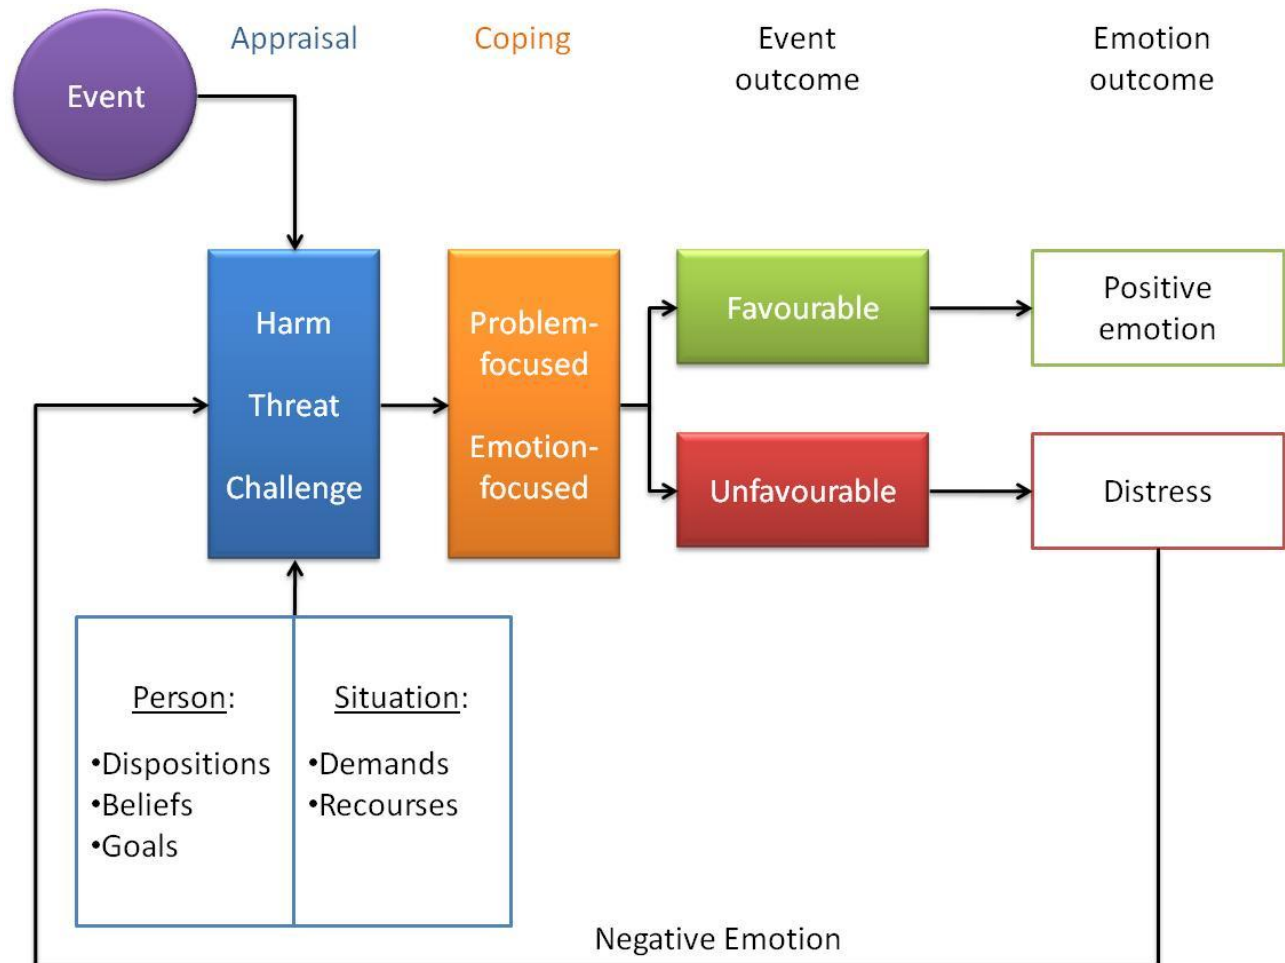 Event
Appraisal
Coping
Event
outcome
Emotion
outcome
Harm
Threat
Challenge
Problem-
focused
Emotion-
focused
Favourable
Unfavourable
Positive
emotion
Distress
Person:
•Dispositions
•Beliefs
•Goals
Situation:
•Demands
•Recourses
Negative Emotion